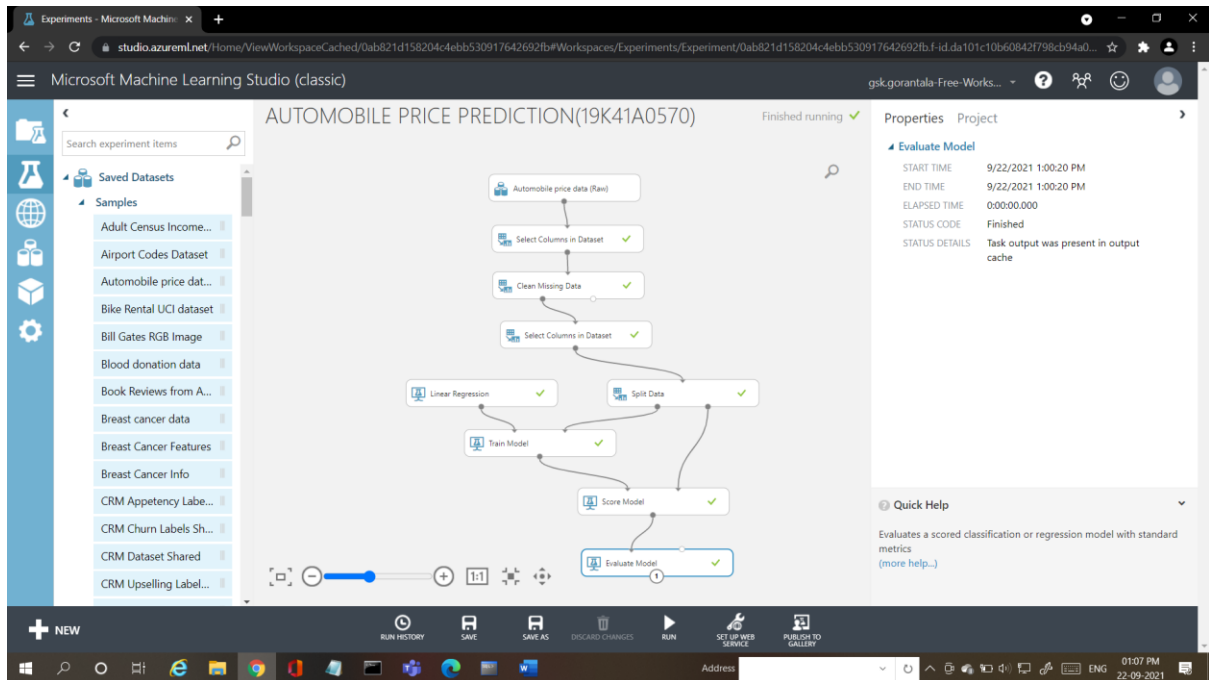 Experiments - Microsoft Machine
studio.azureml.net/Home/ViewWorkspaceCached/0ab821d158204c4ebb530917642692fb#Workspaces/Experiments/Experiment/0ab821d158204c4ebb530917642692fb.f-id.da101c10b60842f798cb94a0...
Microsoft Machine Learning Studio (classic)
gsk.gorantala-Free-Works...
Search experiment items
Saved Datasets
Samples
Adult Census Income...
Airport Codes Dataset
Automobile price dat...
Bike Rental UCI dataset
Bill Gates RGB Image
Blood donation data
Book Reviews from A...
Breast cancer data
Breast Cancer Features
Breast Cancer Info
CRM Appetency Labe...
CRM Churn Labels Sh...
CRM Dataset Shared
CRM Upselling Label...
AUTOMOBILE PRICE PREDICTION(19K41A0570)
Finished running
Automobile price data (Raw)
Select Columns in Dataset
Clean Missing Data
Select Columns in Dataset
Linear Regression
Split Data
Train Model
Score Model
Evaluate Model
1
1:1
Properties Project
Evaluate Model
START TIME 9/22/2021 1:00:20 PM
END TIME 9/22/2021 1:00:20 PM
ELAPSED TIME 0:00:00.000
STATUS CODE Finished
STATUS DETAILS Task output was present in output
cache
Quick Help
Evaluates a scored classification or regression model with standard
metrics
(more help...)
NEW
RUN HISTORY
SAVE
SAVE AS
DISCARD CHANGES
RUN
SET UP WEB
SERVICE
PUBLISH TO
GALLERY
Address
ENG
01:07 PM
22-09-2021